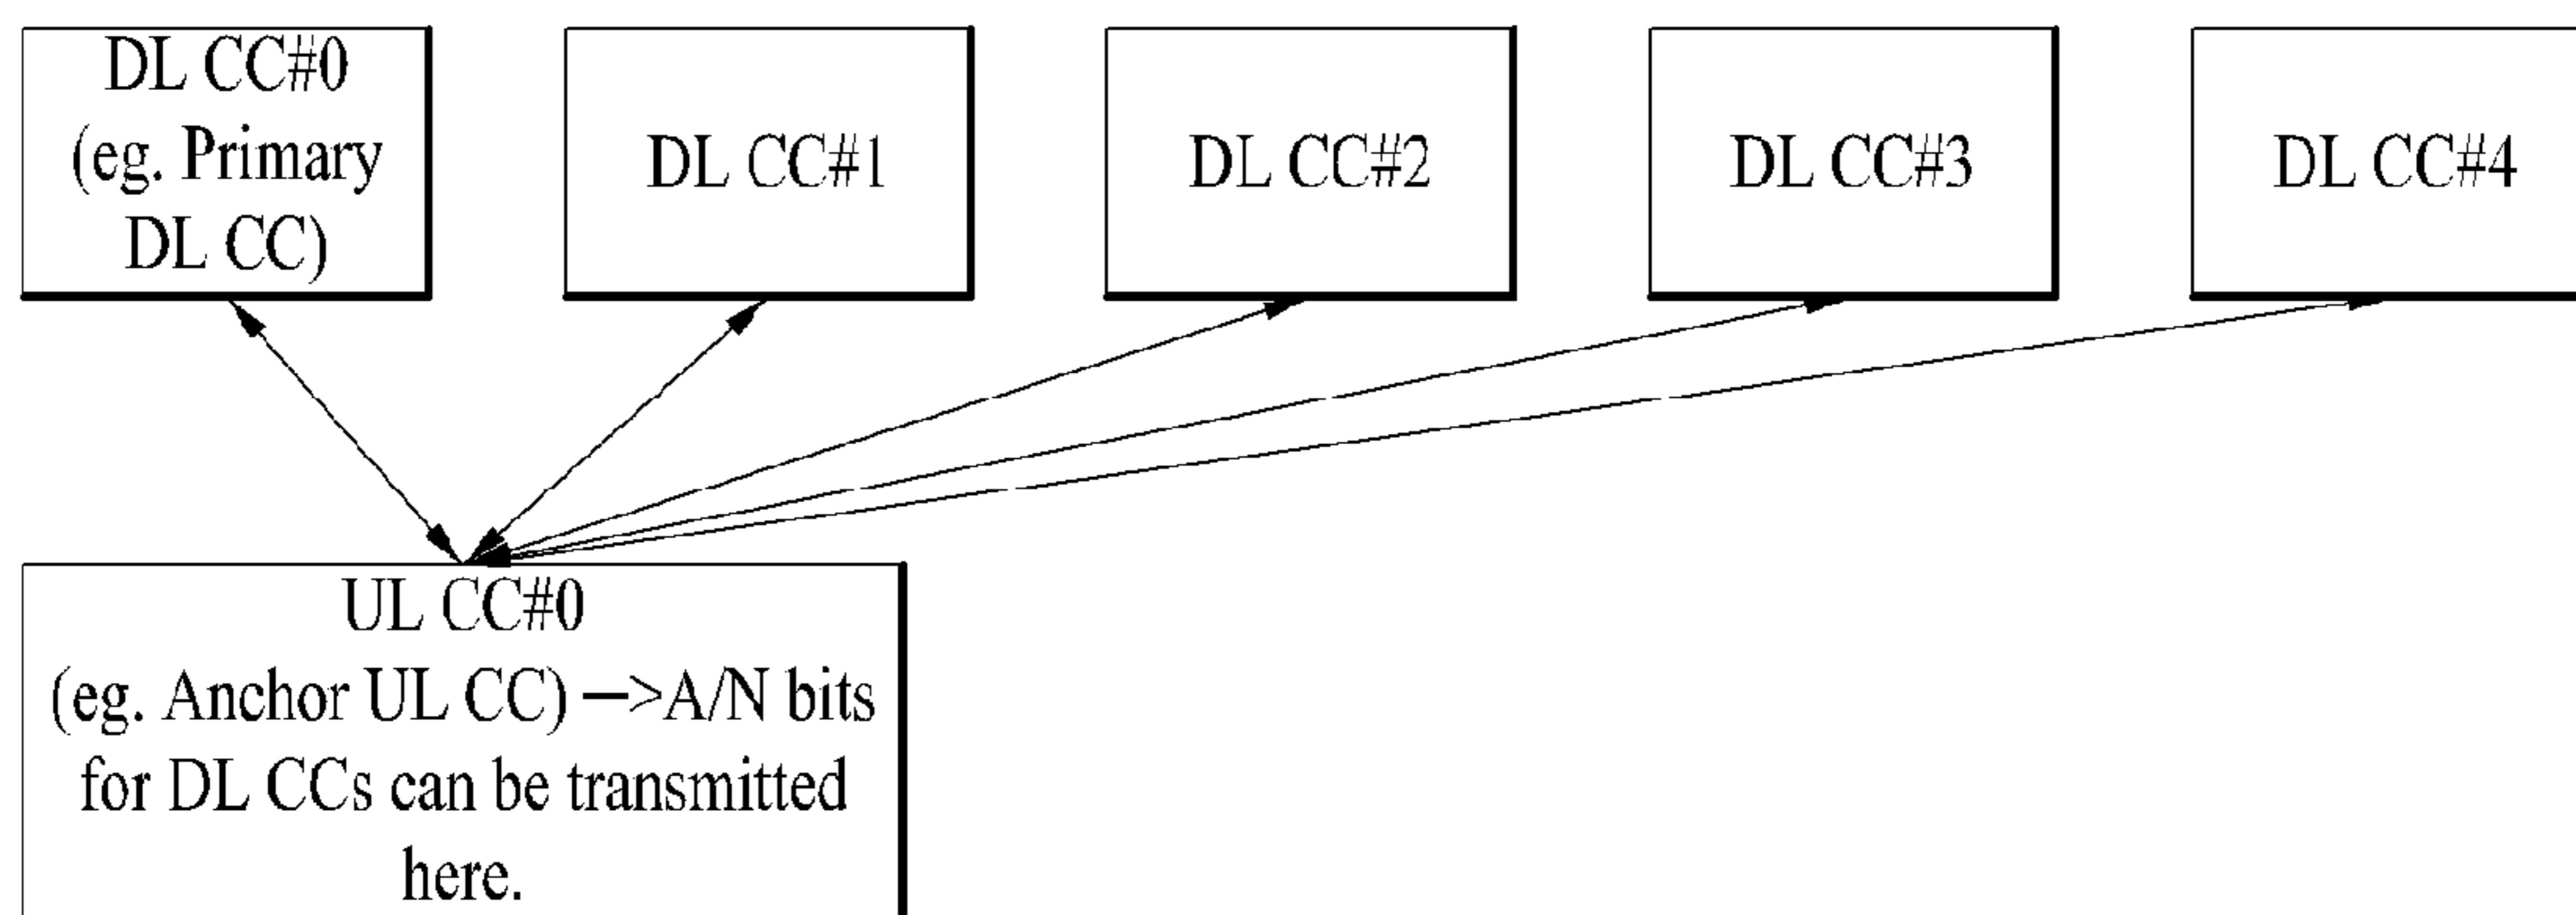 DL CC#0
(eg. Primary
DL CC)
DL CC#1
DL CC#2
DL CC#3
DL CC#4
UL CC#0
(eg. Anchor UL CC) —>A/N bits
for DL CCs can be transmitted
here.